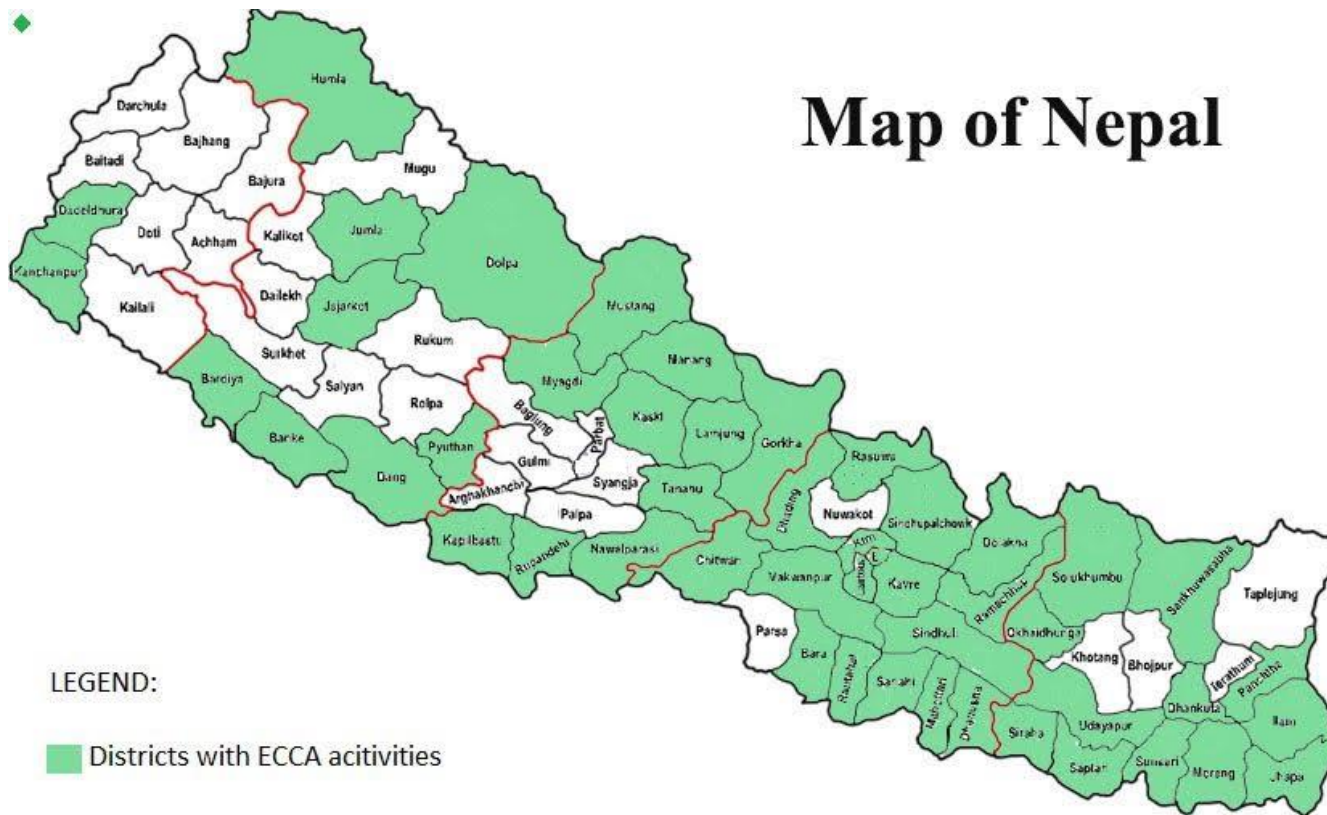 Map of Nepal
Humla
Darchula
Bajhang
Baitadi
Bajura
Mugu
Dadeldhura
Doti
Achham
Kalikot
Jumla
Dolpa
Kanchanpur
Kailali
Dailekh
Jajarkot
Mustang
Surkhet
Rukum
Bardiya
Salyan
Rolpa
Myagdi
Manang
Banke
Dang
Pyuthan
Baglung
Parbat
Kaski
Lamjung
Gorkha
Gulmi
Syangja
Tanahu
Arghakhanchi
Palpa
Rasuwa
Dhading
Nuwakot
Sindhupalchowk
Kapilbastu
Rupandehi
Nawalparasi
Chitwan
Ktm
E
Dolakha
Solukhumbu
Sankhuwasabha
Taplejung
Makwanpur
Kavre
Ramechhap
Parsa
Bara
Rautahat
Sarlahi
Mahottari
Dhanusha
Sindhuli
Okhaldhunga
Khotang
Bhojpur
Terathum
Panchthar
Dhankuta
Ilam
Siraha
Udayapur
Saptari
Sunsari
Morang
Jhapa
LEGEND:
Districts with ECCA acitivities